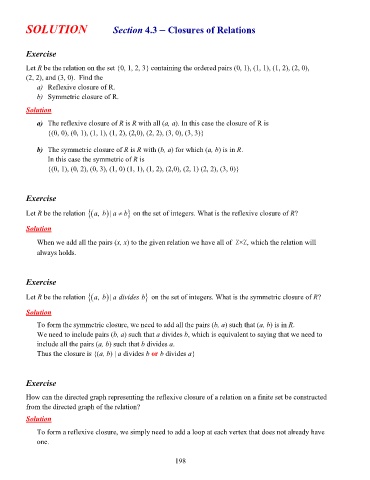 SOLUTION Section 4.3 – Closures of Relations
Exercise
Let R be the relation on the set {0, 1, 2, 3} containing the ordered pairs (0, 1), (1, 1), (1, 2), (2, 0),
(2, 2), and (3, 0). Find the
a) Reflexive closure of R.
b) Symmetric closure of R.
Solution
a) The reflexive closure of R is R with all (a, a). In this case the closure of R is
{(0, 0), (0, 1), (1, 1), (1, 2), (2,0), (2, 2), (3, 0), (3, 3)}
b) The symmetric closure of R is R with (b, a) for which (a, b) is in R.
In this case the symmetric of R is
{(0, 1), (0, 2), (0, 3), (1, 0) (1, 1), (1, 2), (2,0), (2, 1) (2, 2), (3, 0)}
Exercise
Let R be the relation {(a, b) | a ≠ b} on the set of integers. What is the reflexive closure of R?
Solution
When we add all the pairs (x, x) to the given relation we have all of ℤ×ℤ, which the relation will
always holds.
Exercise
Let R be the relation {(a, b) | a divides b} on the set of integers. What is the symmetric closure of R?
Solution
To form the symmetric closure, we need to add all the pairs (b, a) such that (a, b) is in R.
We need to include pairs (b, a) such that a divides b, which is equivalent to saying that we need to
include all the pairs (a, b) such that b divides a.
Thus the closure is {(a, b) | a divides b or b divides a}
Exercise
How can the directed graph representing the reflexive closure of a relation on a finite set be constructed
from the directed graph of the relation?
Solution
To form a reflexive closure, we simply need to add a loop at each vertex that does not already have
one.
198